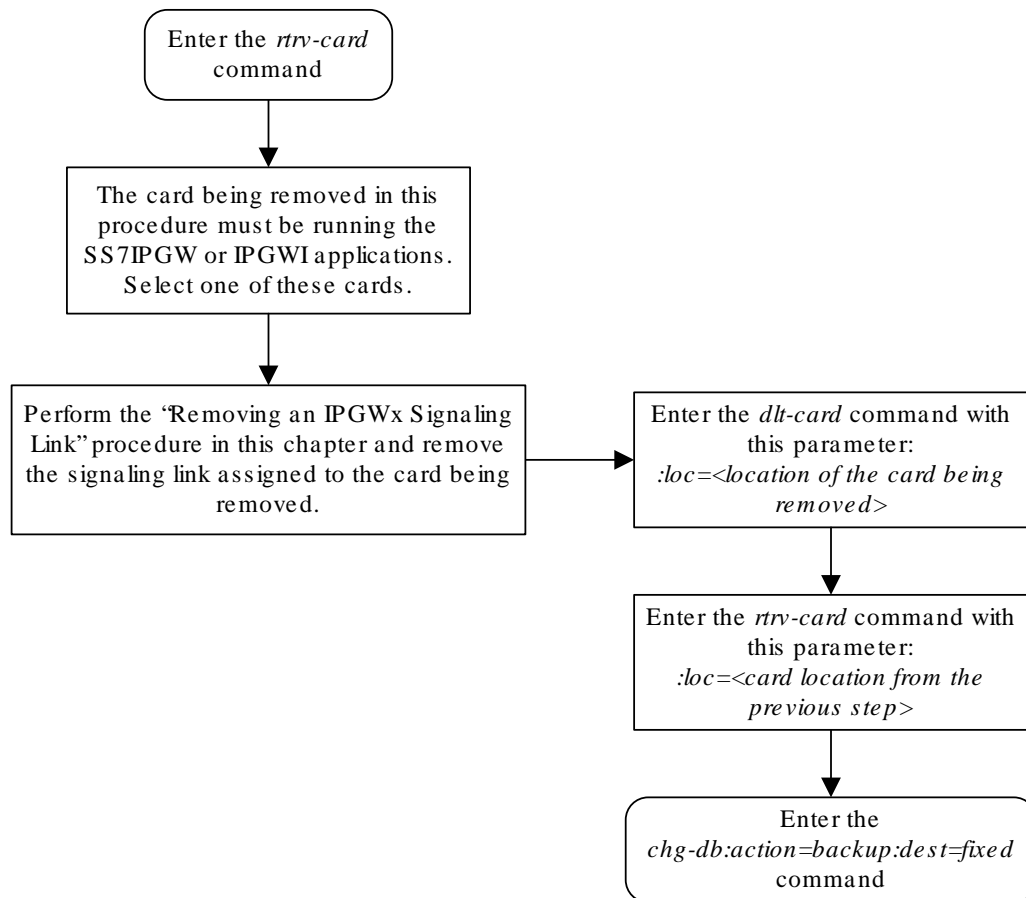 Enter the rtrv-card
command
The card being removed in this
procedure must be running the
SS7IPGW or IPGWI applications.
Select one of these cards.
Perform the “Removing an IPGWx Signaling
Link” procedure in this chapter and remove
the signaling link assigned to the card being
removed.
Enter the dlt-card command with
this parameter:
:loc=<location of the card being
removed>
Enter the rtrv-card command with
this parameter:
:loc=<card location from the
previous step>
Enter the
chg-db:action=backup:dest=fixed
command